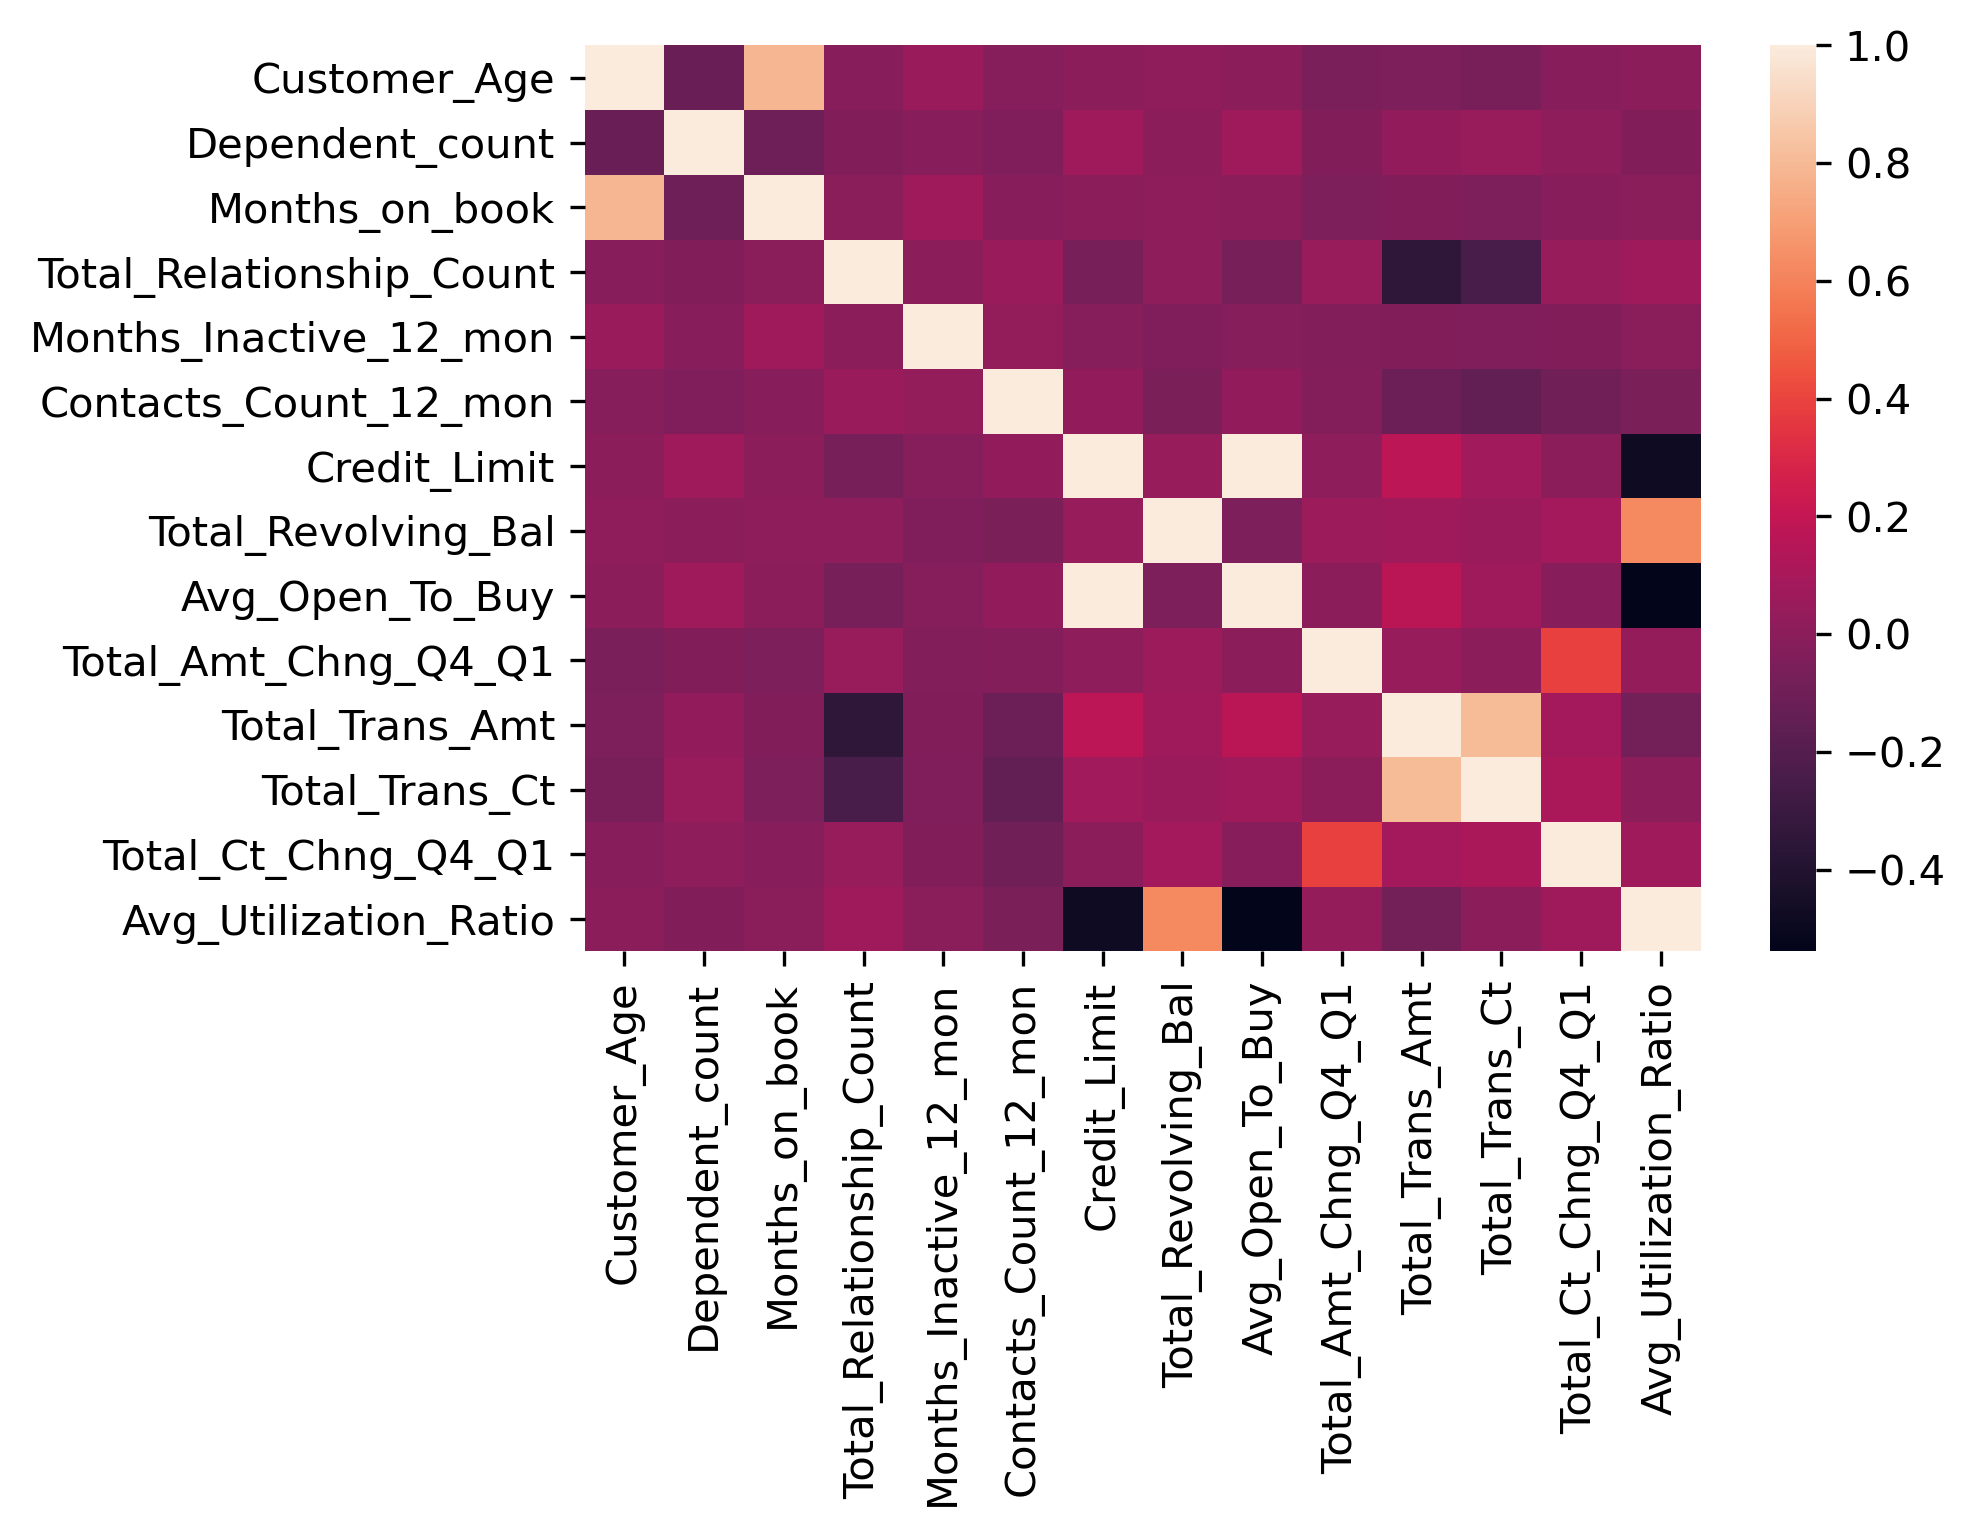 Customer_Age
Dependent_count
Months_on_book
Total_Relationship_Count
Months_Inactive_12_mon
Contacts_Count_12_mon
Credit_Limit
Total_Revolving_Bal
Avg_Open_To_Buy
Total_Amt_Chng_Q4_Q1
Total_Trans_Amt
Total_Trans_Ct
Total_Ct_Chng_Q4_Q1
Avg_Utilization_Ratio
Customer_Age
Dependent_count
Months_on_book
Total_Relationship_Count
Months_Inactive_12_mon
Contacts_Count_12_mon
Credit_Limit
Total_Revolving_Bal
Avg_Open_To_Buy
Total_Amt_Chng_Q4_Q1
Total_Trans_Amt
Total_Trans_Ct
Total_Ct_Chng_Q4_Q1
Avg_Utilization_Ratio
1.0
0.8
0.6
0.4
0.2
0.0
−0.2
−0.4